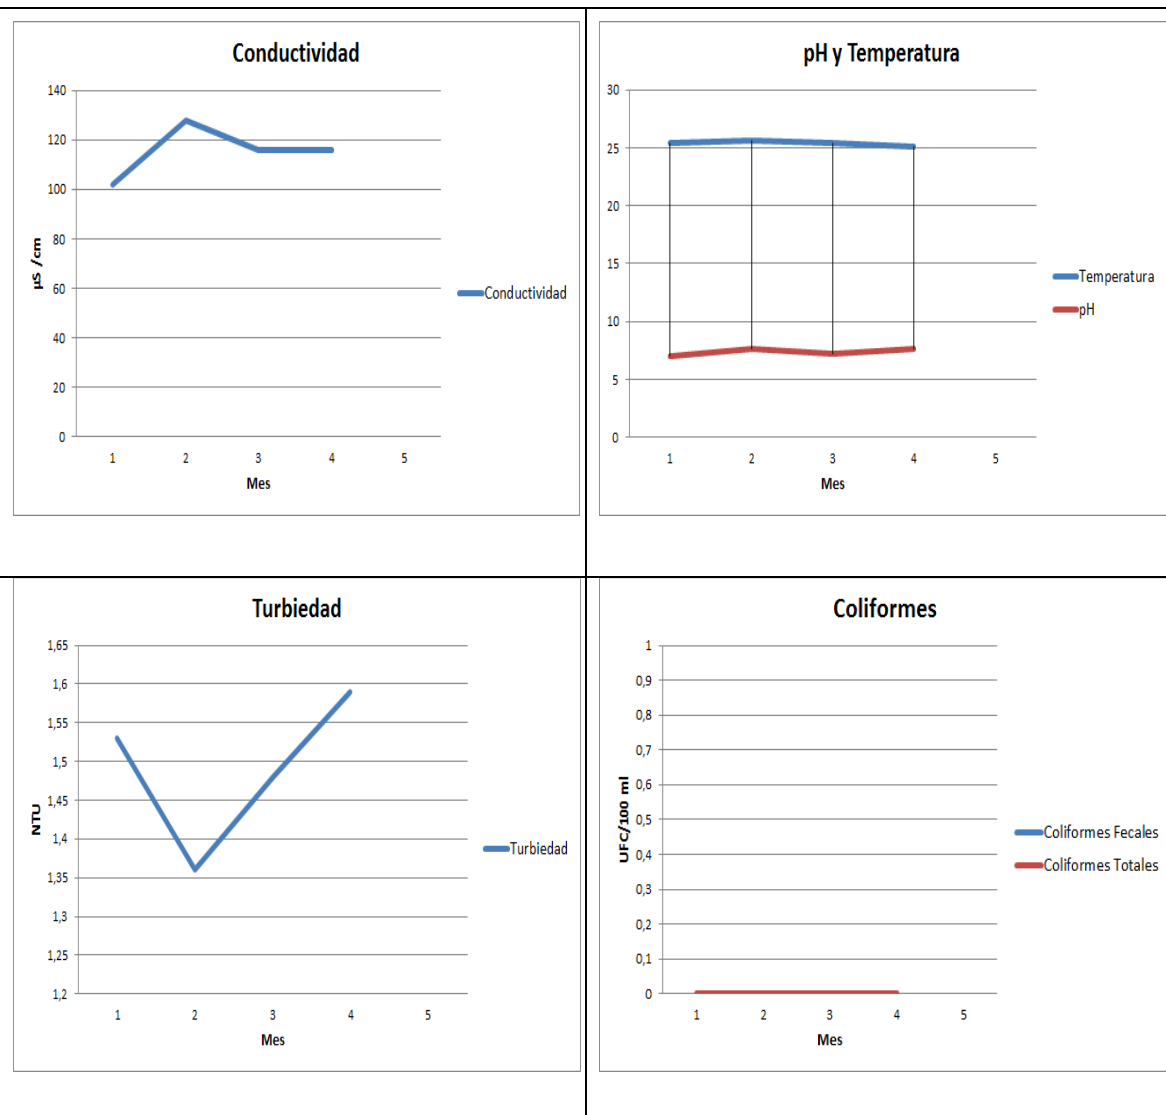 Conductividad
140
120
100
80
60
40
20
0
µS /cm
1 2 3 4 5
Mes
Conductividad
pH y Temperatura
30
25
20
15
10
5
0
1 2 3 4 5
Mes
Temperatura
pH
Turbiedad
1,65
1,6
1,55
1,5
1,45
1,4
1,35
1,3
1,25
1,2
NTU
1 2 3 4 5
Mes
Turbiedad
Coliformes
1
0,9
0,8
0,7
0,6
0,5
0,4
0,3
0,2
0,1
0
UFC/100 ml
1 2 3 4 5
Mes
Coliformes Fecales
Coliformes Totales